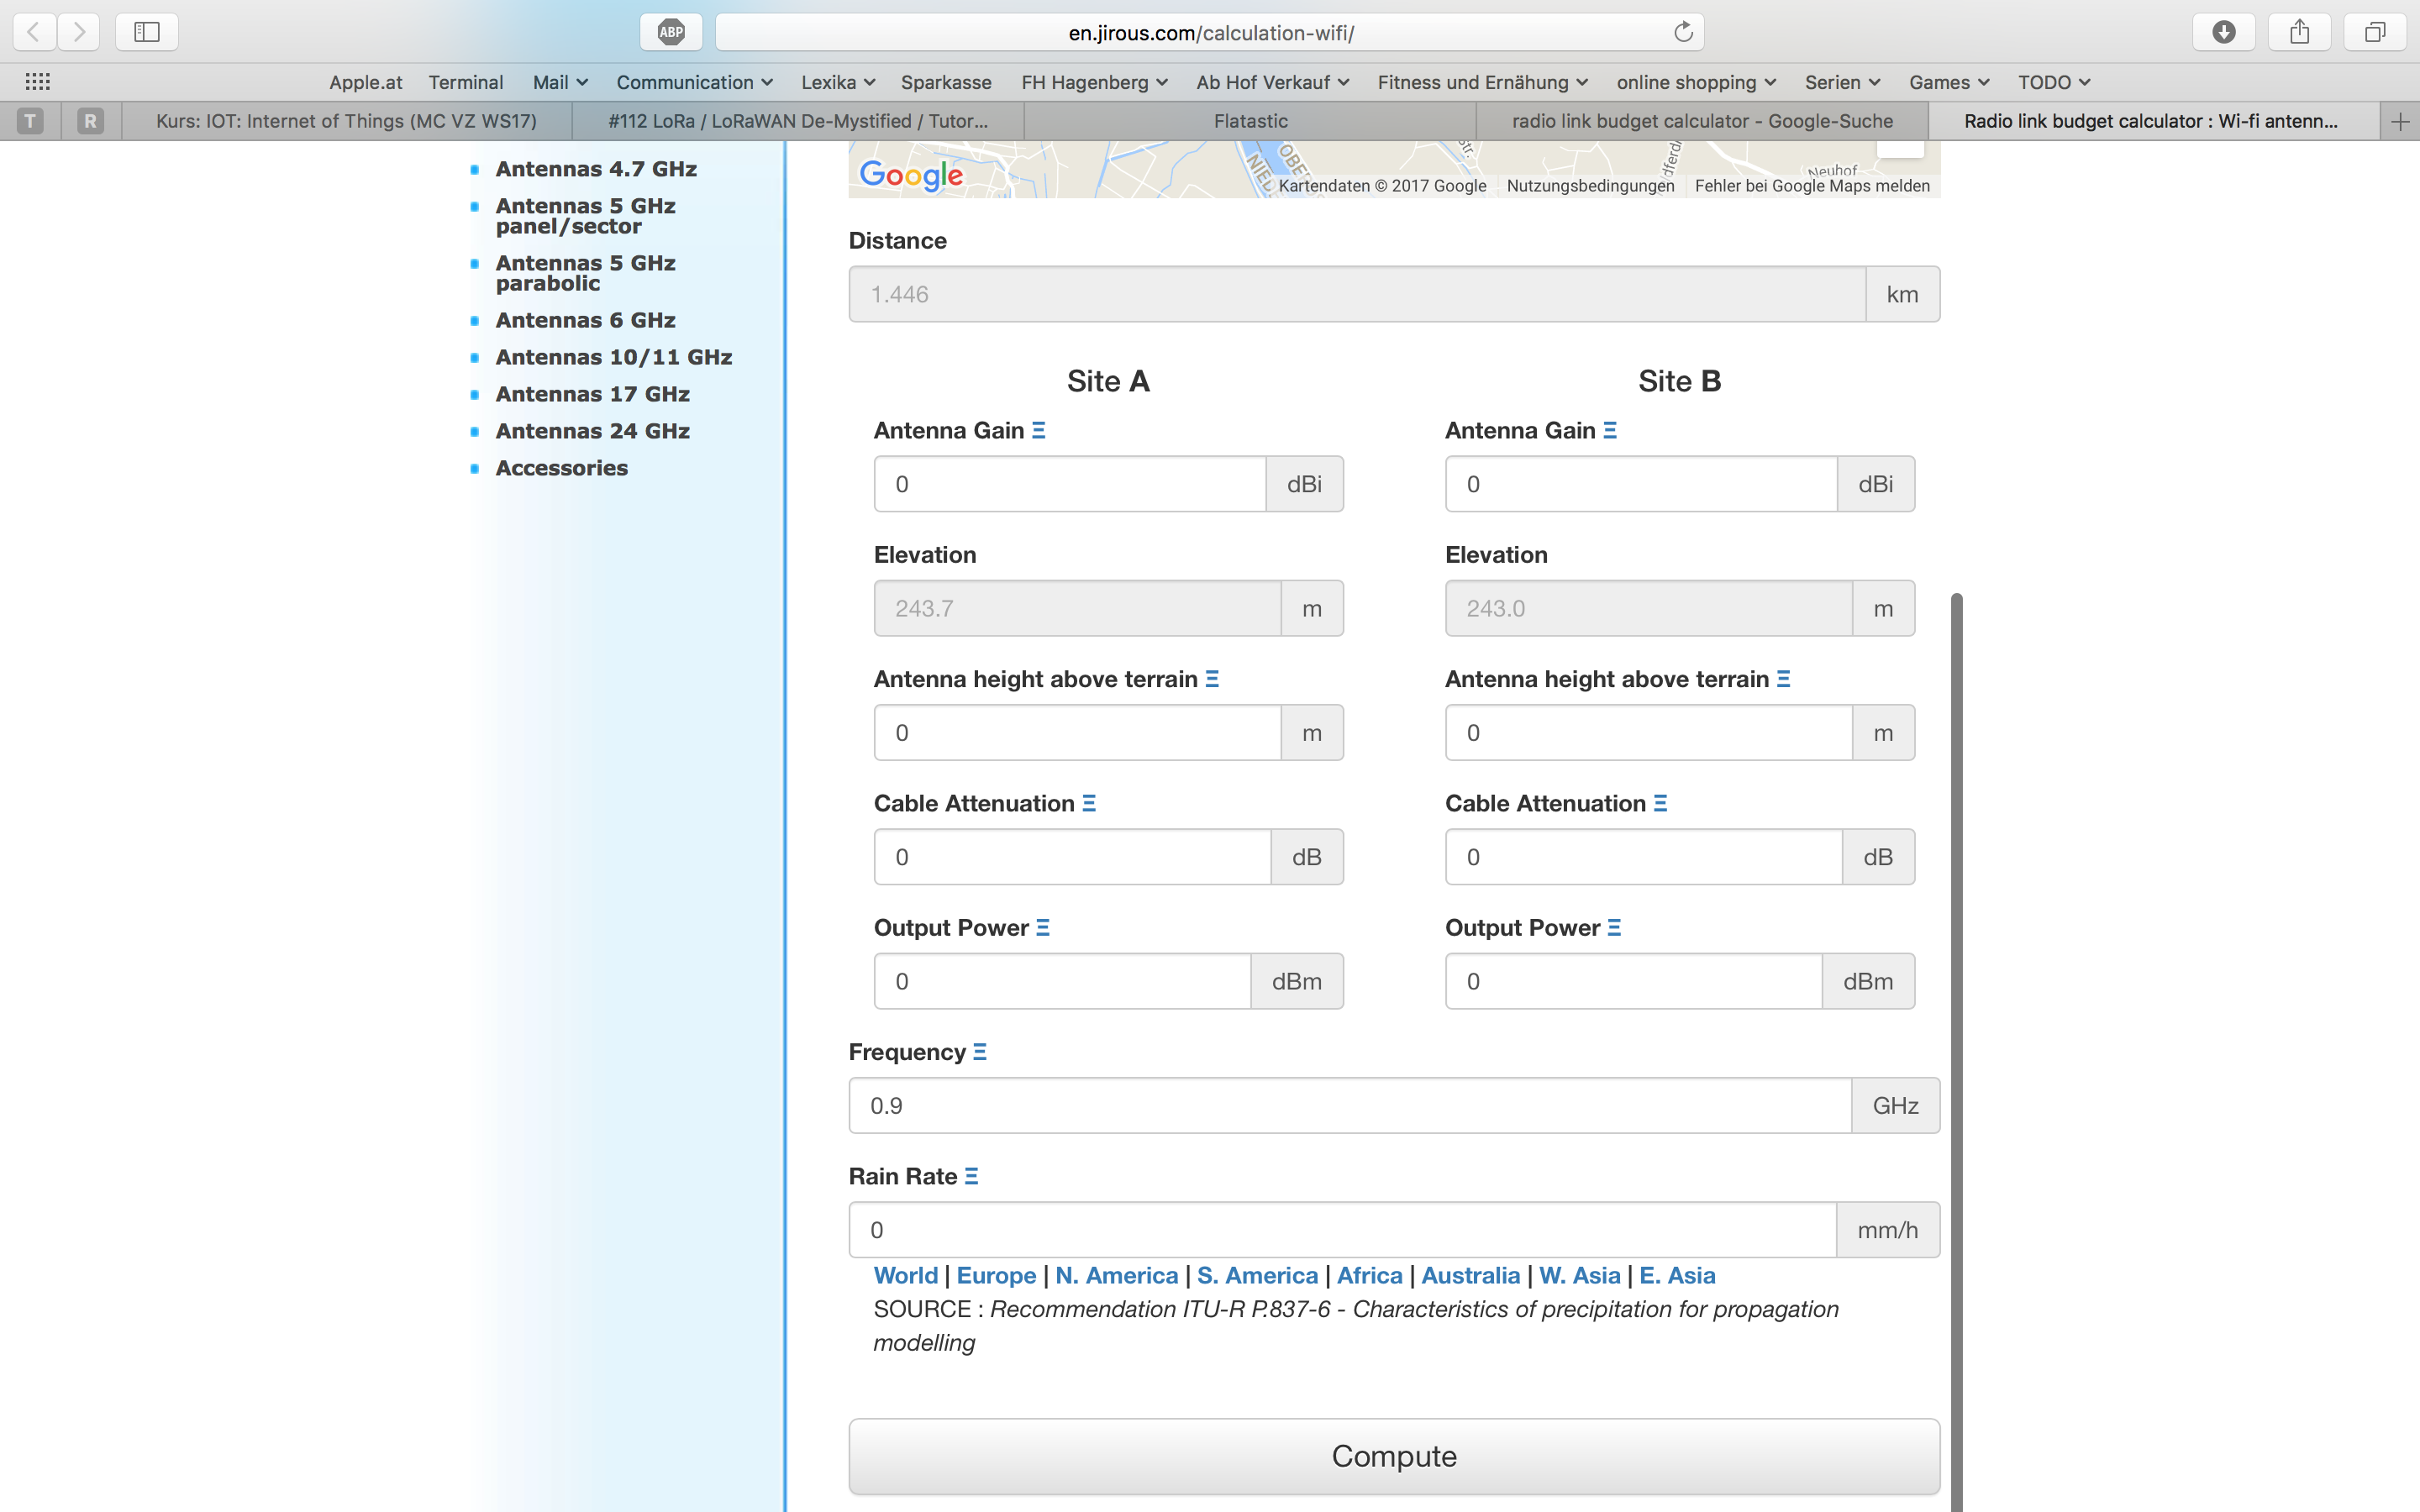 ABP
en.jirous.com/calculation-wifi/
Apple.at Terminal Mail Communication Lexika Sparkasse FH Hagenberg Ab Hof Verkauf Fitness und Ernähung online shopping Serien Games TODO
T R Kurs: IOT: Internet of Things (MC VZ WS17) #112 LoRa / LoRaWAN De-Mystified / Tutor... Flatastic radio link budget calculator - Google-Suche Radio link budget calculator : Wi-fi antenn... +
Antennas 4.7 GHz
Antennas 5 GHz
panel/sector
Antennas 5 GHz
parabolic
Antennas 6 GHz
Antennas 10/11 GHz
Antennas 17 GHz
Antennas 24 GHz
Accessories
Str.
Neuhof
Google
Kartendaten © 2017 Google Nutzungsbedingungen Fehler bei Google Maps melden
Distance
1.446 km
Site A Site B
Antenna Gain Ξ Antenna Gain Ξ
0 dBi 0 dBi
Elevation Elevation
243.7 m 243.0 m
Antenna height above terrain Ξ Antenna height above terrain Ξ
0 m 0 m
Cable Attenuation Ξ Cable Attenuation Ξ
0 dB 0 dB
Output Power Ξ Output Power Ξ
0 dBm 0 dBm
Frequency Ξ
0.9 GHz
Rain Rate Ξ
0 mm/h
World | Europe | N. America | S. America | Africa | Australia | W. Asia | E. Asia
SOURCE : Recommendation ITU-R P.837-6 - Characteristics of precipitation for propagation
modelling
Compute